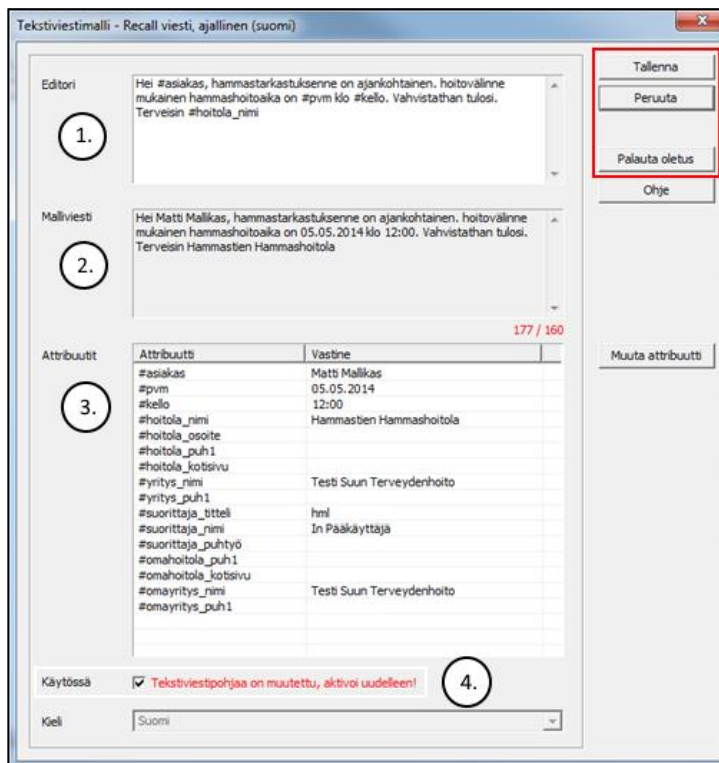 Tekstiviestimalli - Recall viesti, ajallinen (suomi)
Editori
Hei #asiakas, hammastarkastuksenne on ajankohtainen. hoitovälinne
mukainen hammashoitoaika on #pvm klo #kello. Vahvistathan tulosi.
Terveisin #hoitola_nimi
1.
Tallenna
Peruuta
Palauta oletus
Ohje
Malliviesti
Hei Matti Mallikas, hammastarkastuksenne on ajankohtainen. hoitovälinne
mukainen hammashoitoaika on 05.05.2014 klo 12:00. Vahvistathan tulosi.
Terveisin Hammastien Hammashoitola
2.
177 / 160
Attribuutit
Muuta attribuutti
3.
Attribuutti Vastine
#asiakas Matti Mallikas
#pvm 05.05.2014
#kello 12:00
#hoitola_nimi Hammastien Hammashoitola
#hoitola_osoite
#hoitola_puh1
#hoitola_kotisivu
#yritys_nimi Testi Suun Terveydenhoito
#yritys_puh1
#suorittaja_titteli hml
#suorittaja_nimi In Pääkäyttäjä
#suorittaja_puhtyö
#omahoitola_puh1
#omahoitola_kotisivu
#omayritys_nimi Testi Suun Terveydenhoito
#omayritys_puh1
Käytössä Tekstiviestipohjaa on muutettu, aktivoi uudelleen!
4.
Kieli Suomi